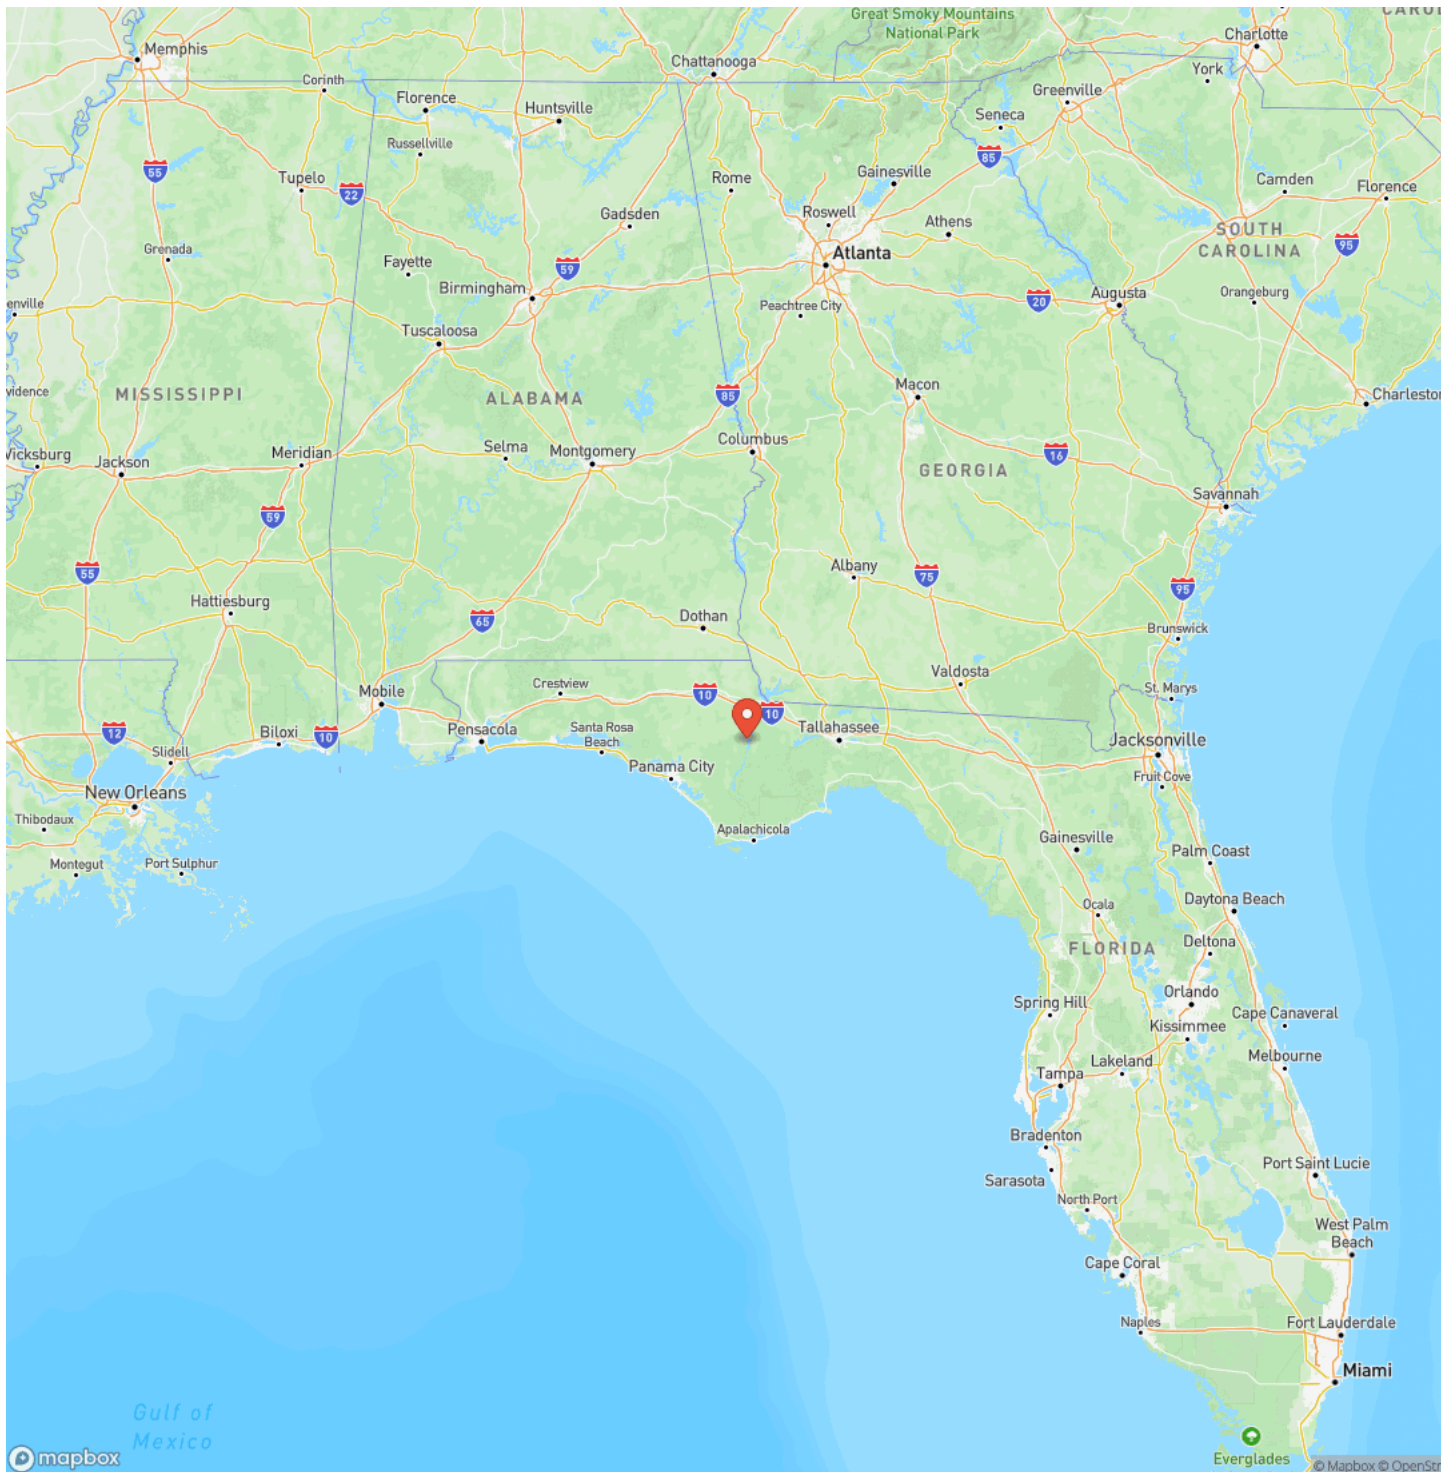 Great Smoky Mountains
National Park
Charlotte
Memphis
Chattanooga
York
Corinth
Greenville
Florence
Huntsville
Seneca
Russellville
85
55
Tupelo
22
Rome
Gainesville
Camden
Florence
Gadsden
Roswell
Athens
SOUTH
CAROLINA
95
Grenada
Atlanta
Fayette
59
Birmingham
Peachtree City
20
Augusta
Orangeburg
enville
Tuscaloosa
vidence
MISSISSIPPI
ALABAMA
85
Macon
Charleston
Vicksburg
Jackson
Meridian
Selma
Montgomery
Columbus
GEORGIA
16
Savannah
59
55
Albany
75
95
Hattiesburg
65
Dothan
Brunswick
Valdosta
Crestview
10
St. Marys
Mobile
10
12
Biloxi
10
Pensacola
Santa Rosa
Beach
Tallahassee
Jacksonville
Slidell
Panama City
Fruit Cove
New Orleans
Thibodaux
Apalachicola
Gainesville
Palm Coast
Montegut
Port Sulphur
Ocala
Daytona Beach
FLORIDA
Deltona
Orlando
Spring Hill
Cape Canaveral
Kissimmee
Lakeland
Melbourne
Tampa
Bradenton
Port Saint Lucie
Sarasota
North Port
West Palm
Beach
Cape Coral
Naples
Fort Lauderdale
Miami
Gulf of
Mexico
Everglades
mapbox
© Mapbox © OpenStr